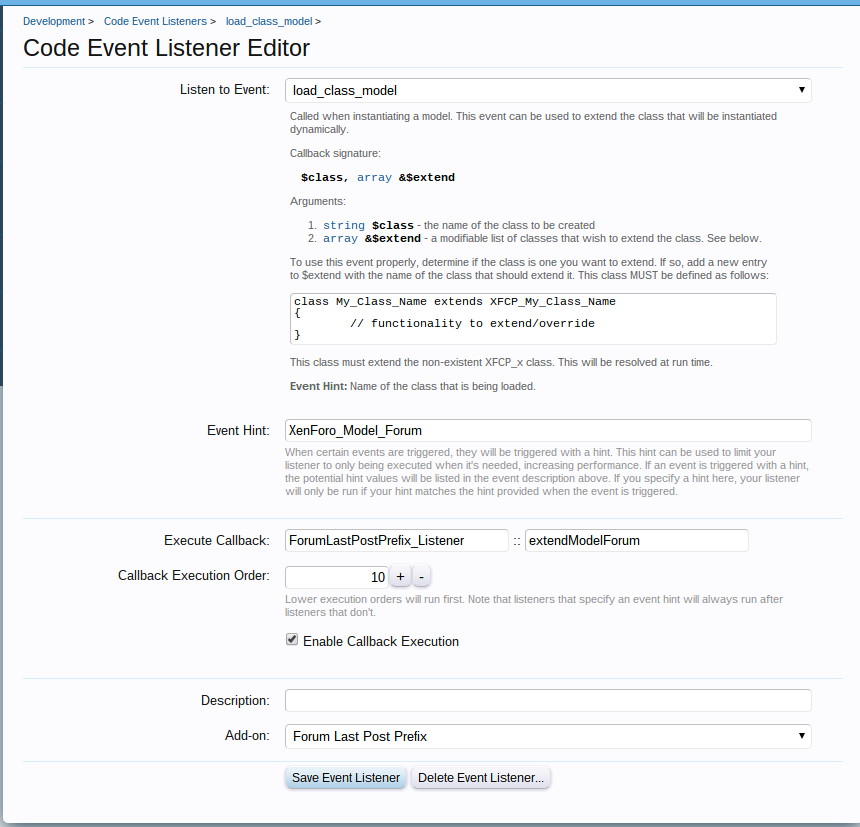 Development > Code Event Listeners > load_class_model >
Code Event Listener Editor
Listen to Event: load_class_model
Called when instantiating a model. This event can be used to extend the class that will be instantiated
dynamically.
Callback signature:
$class, array &$extend
Arguments:
1. string $class - the name of the class to be created
2. array &$extend - a modifiable list of classes that wish to extend the class. See below.
To use this event properly, determine if the class is one you want to extend. If so, add a new entry
to $extend with the name of the class that should extend it. This class MUST be defined as follows:
class My_Class_Name extends XFCP_My_Class_Name
{
// functionality to extend/override
}
This class must extend the non-existent XFCP_x class. This will be resolved at run time.
Event Hint: Name of the class that is being loaded.
Event Hint: XenForo_Model_Forum
When certain events are triggered, they will be triggered with a hint. This hint can be used to limit your
listener to only being executed when it's needed, increasing performance. If an event is triggered with a hint,
the potential hint values will be listed in the event description above. If you specify a hint here, your listener
will only be run if your hint matches the hint provided when the event is triggered.
Execute Callback: ForumLastPostPrefix_Listener :: extendModelForum
Callback Execution Order: 10 + -
Lower execution orders will run first. Note that listeners that specify an event hint will always run after
listeners that don't.
Enable Callback Execution
Description:
Add-on: Forum Last Post Prefix
Save Event Listener Delete Event Listener...